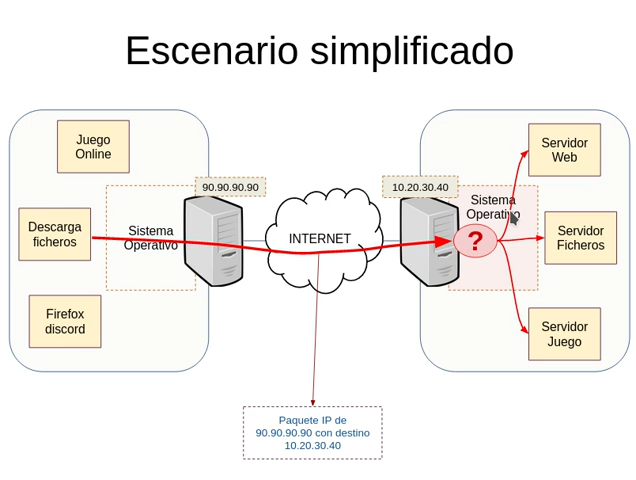 Escenario simplificado
Juego
Online
Descarga
ficheros
Firefox
discord
Sistema
Operativo
90.90.90.90
INTERNET
10.20.30.40
Sistema
Operativo
?
Servidor
Web
Servidor
Ficheros
Servidor
Juego
Paquete IP de
90.90.90.90 con destino
10.20.30.40